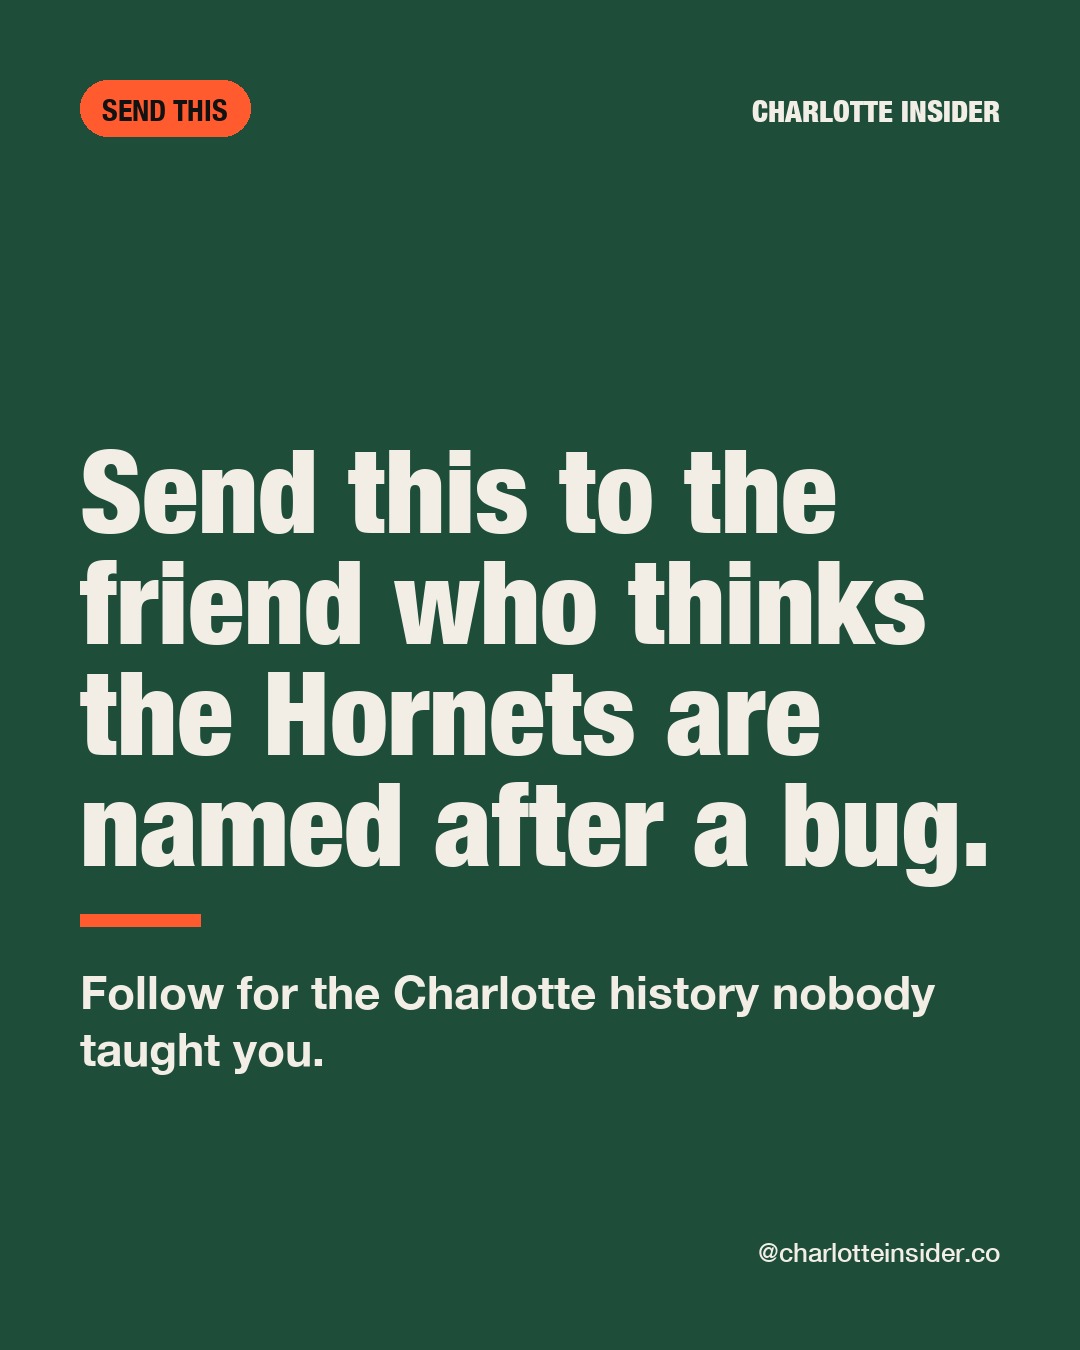 SEND THIS
CHARLOTTE INSIDER
Send this to the
friend who thinks
the Hornets are
named after a bug.
Follow for the Charlotte history nobody
taught you.
@charlotteinsider.co